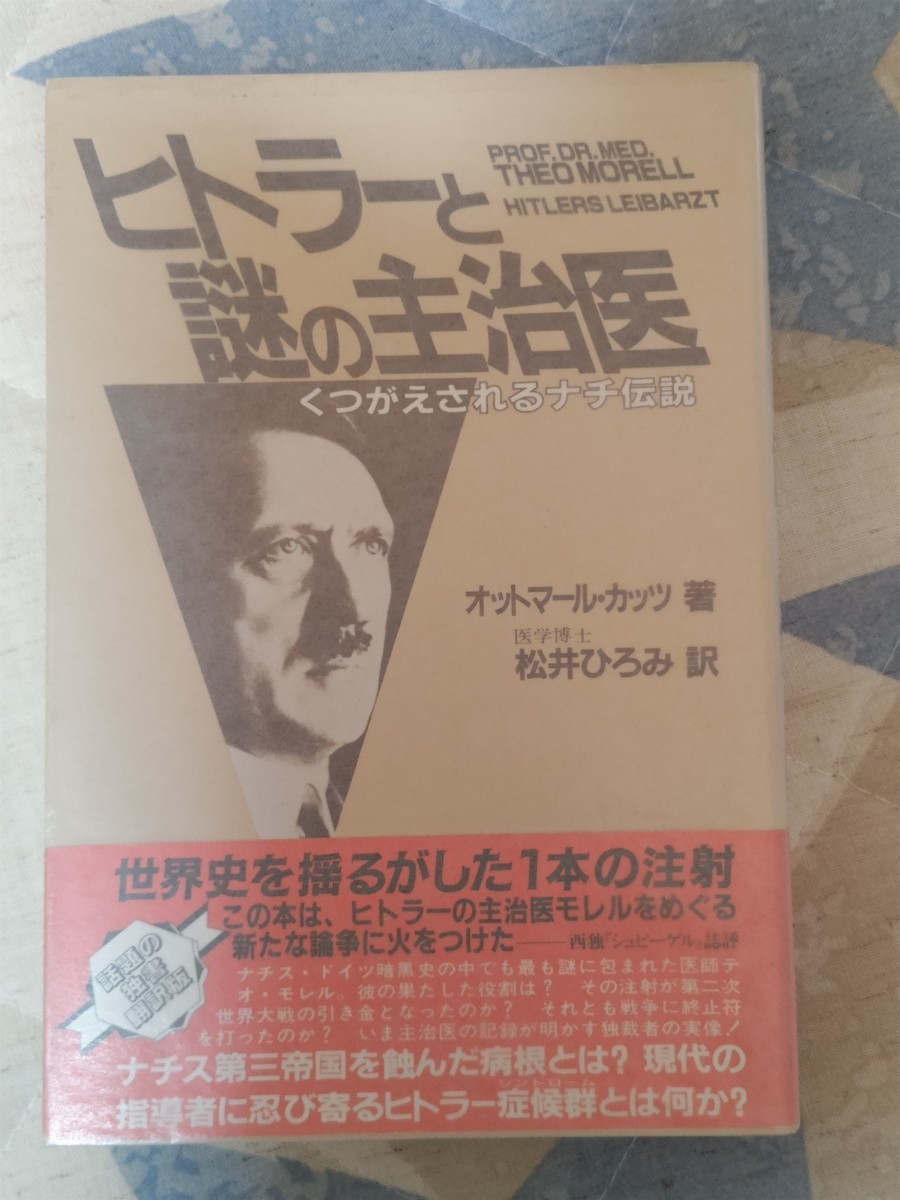 ヒトラーと
謎の主治医
PROF.DR.MED.
THEO MORELL
HITLERS LEIBARZT
くつがえされるナチ伝説
オットマール・カッツ 著
医学博士
松井ひろみ 訳
世界史を揺るがした1本の注射
この本は、ヒトラーの主治医モレルをめぐる
新たな論争に火をつけた――西独『シュピーゲル』誌評
話題の
独書
翻訳版
ナチス・ドイツ暗黒史の中でも最も謎に包まれた医師テ
オ・モレル。彼の果たした役割は？ その注射が第二次
世界大戦の引き金となったのか？ それとも戦争に終止符
を打ったのか？ いま主治医の記録が明かす独裁者の実像！
ナチス第三帝国を蝕んだ病根とは？ 現代の
シンドローム
指導者に忍び寄るヒトラー症候群とは何か？